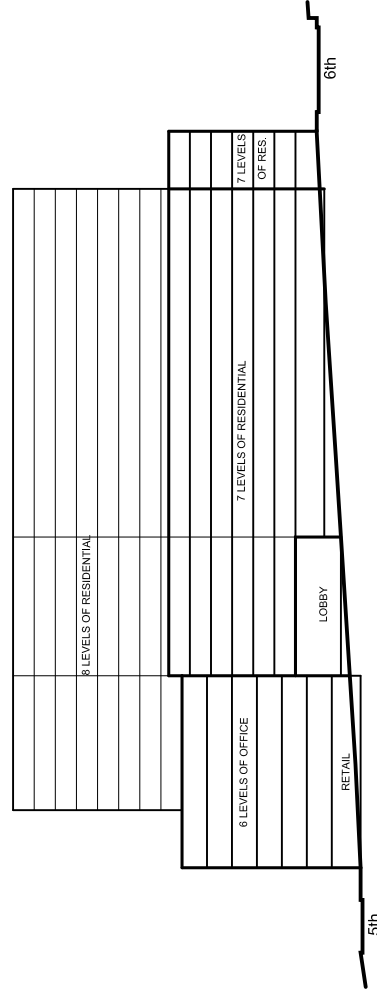 8 LEVELS OF RESIDENTIAL
7 LEVELS OF RESIDENTIAL
7 LEVELS
OF RES.
6 LEVELS OF OFFICE
LOBBY
RETAIL
5th
6th